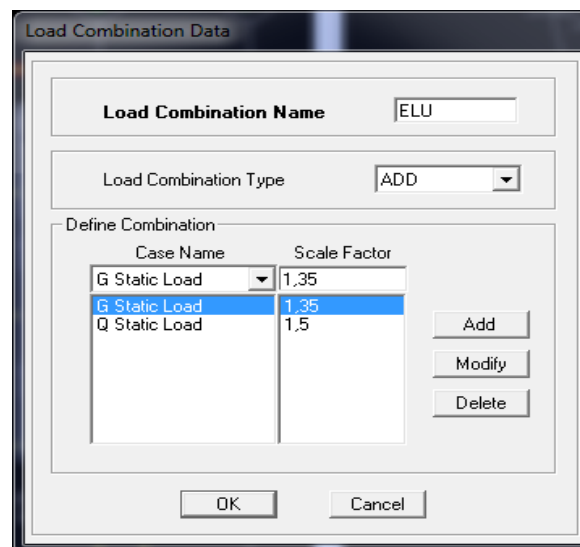 Load Combination Data
Load Combination Name ELU
Load Combination Type ADD
Define Combination
Case Name Scale Factor
G Static Load 1,35
G Static Load 1,35
Q Static Load 1,5
Add
Modify
Delete
OK Cancel